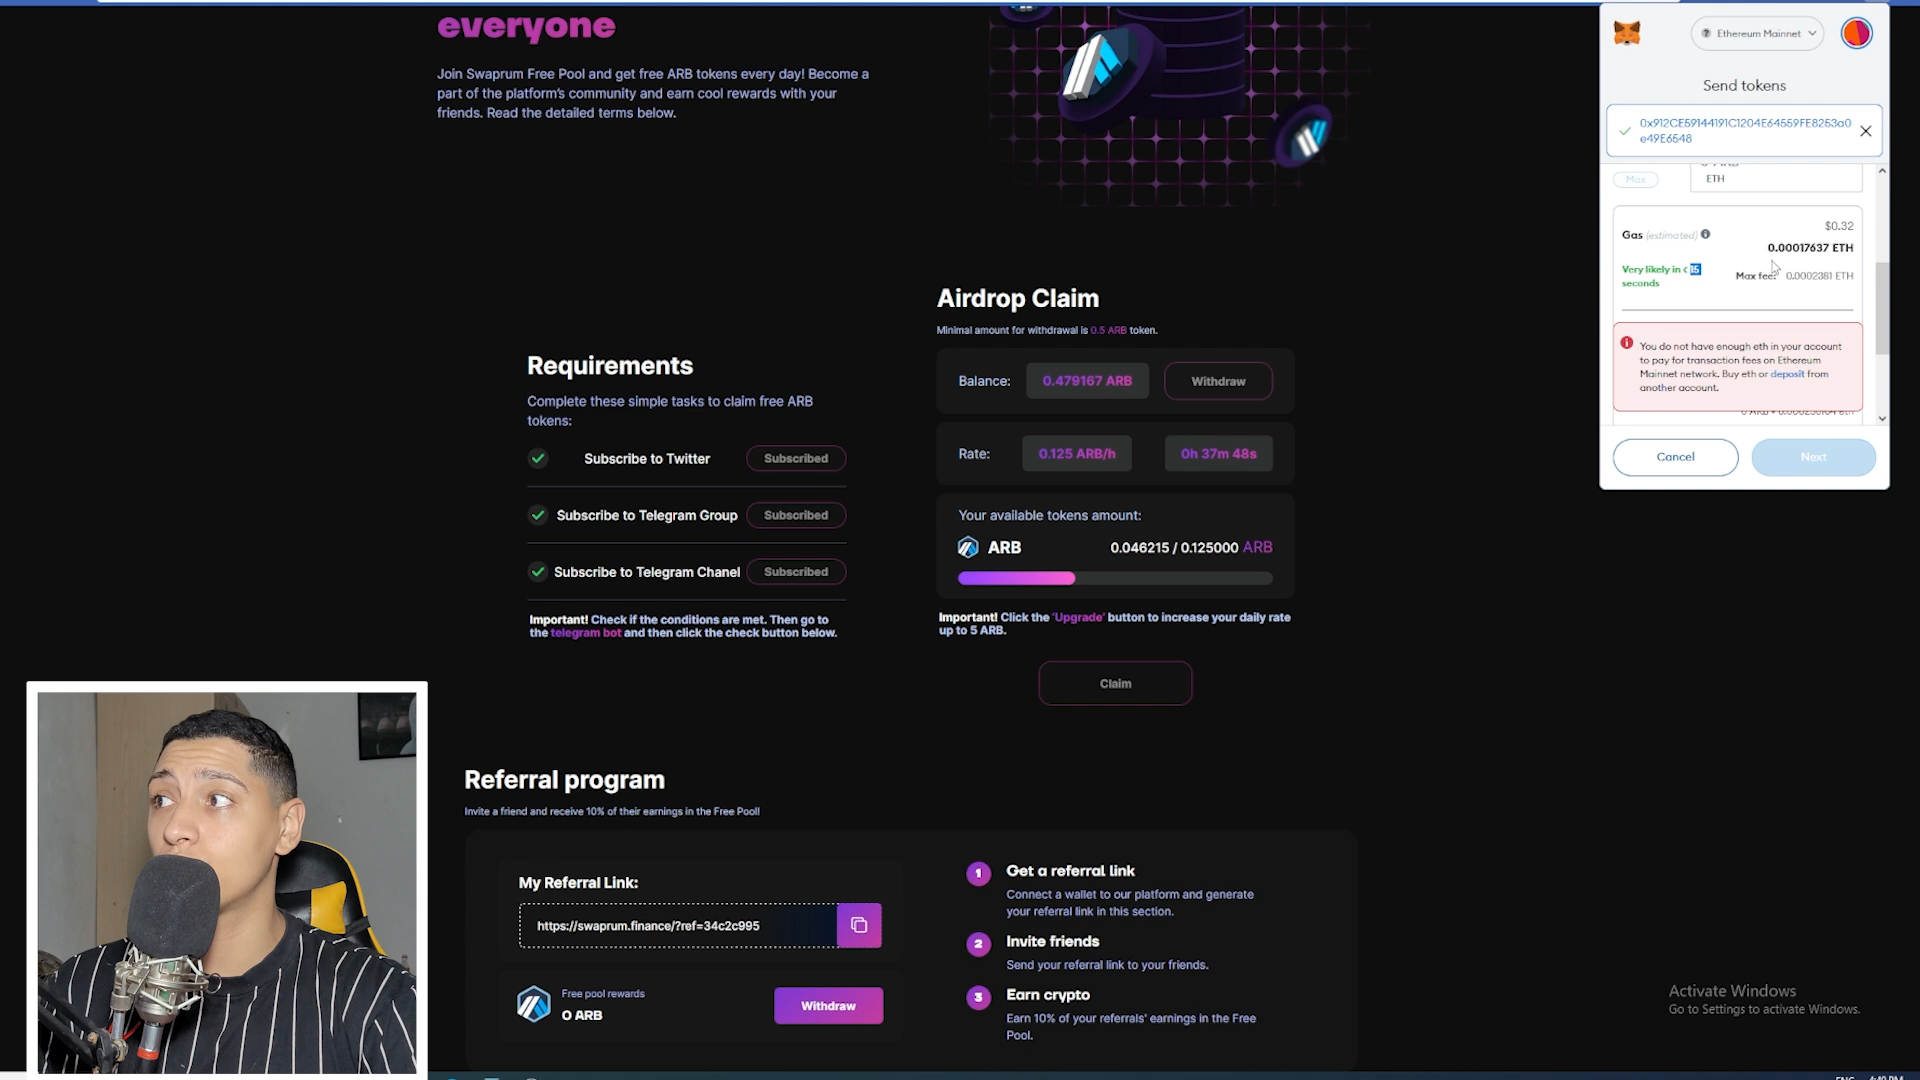 everyone
Join Swaprum Free Pool and get free ARB tokens every day! Become a
part of the platform's community and earn cool rewards with your
friends. Read the detailed terms below.
Requirements
Complete these simple tasks to claim free ARB
tokens:
Subscribe to Twitter
Subscribed
Subscribe to Telegram Group
Subscribed
Subscribe to Telegram Chanel
Subscribed
Important! Check if the conditions are met. Then go to
the telegram bot and then click the check button below.
Airdrop Claim
Minimal amount for withdrawal is 0.5 ARB token.
Balance:
0.479167 ARB
Withdraw
Rate:
0.125 ARB/h
0h 37m 48s
Your available tokens amount:
ARB
0.046215 / 0.125000 ARB
Important! Click the 'Upgrade' button to increase your daily rate
up to 5 ARB.
Claim
Referral program
Invite a friend and receive 10% of their earnings in the Free Pool!
My Referral Link:
https://swaprum.finance/?ref=34c2c995
Free pool rewards
0 ARB
Withdraw
1
Get a referral link
Connect a wallet to our platform and generate
your referral link in this section.
2
Invite friends
Send your referral link to your friends.
3
Earn crypto
Earn 10% of your referrals' earnings in the Free
Pool.
Ethereum Mainnet
Send tokens
0x912CE59144191C1204E64559FE8253a0
e49E6548
Max
ETH
Gas (estimated)
$0.32
0.00017637 ETH
Very likely in < 15
seconds
Max fee: 0.0002381 ETH
You do not have enough eth in your account
to pay for transaction fees on Ethereum
Mainnet network. Buy eth or deposit from
another account.
Cancel
Next
Activate Windows
Go to Settings to activate Windows.